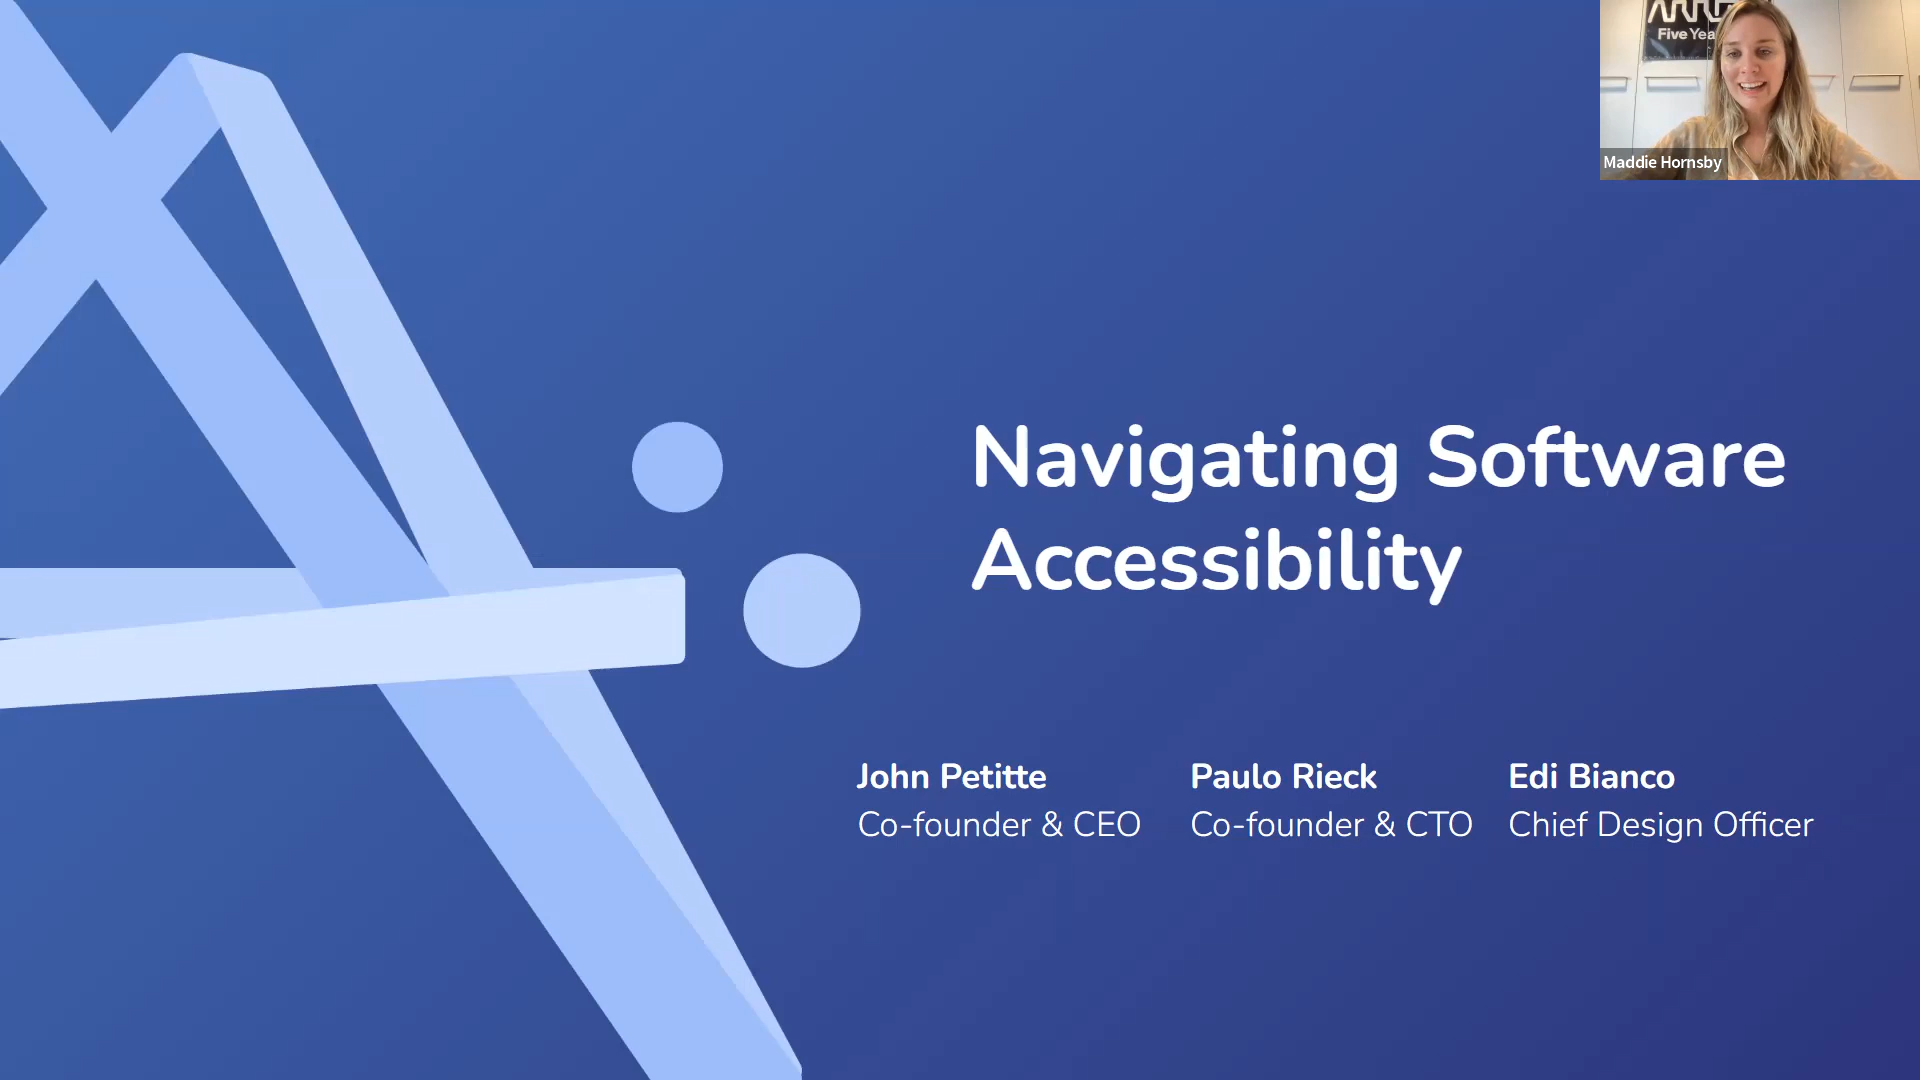 Five Yea
Maddie Hornsby
Navigating Software
Accessibility
John Petitte
Co-founder & CEO
Paulo Rieck
Co-founder & CTO
Edi Bianco
Chief Design Officer